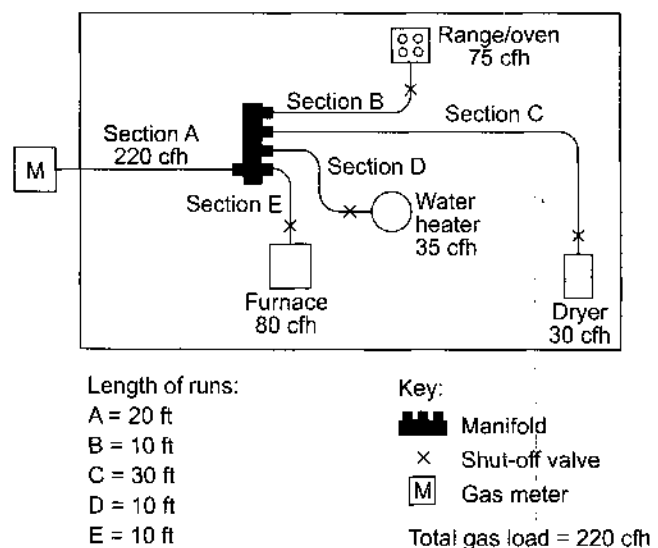 Range/oven
75 cfh
Section B
Section C
Section A
220 cfh
M
Section D
Section E
Water
heater
35 cfh
Furnace
80 cfh
Dryer
30 cfh
Length of runs:
A = 20 ft
B = 10 ft
C = 30 ft
D = 10 ft
E = 10 ft
Key:
Manifold
Shut-off valve
M Gas meter
Total gas load = 220 cfh